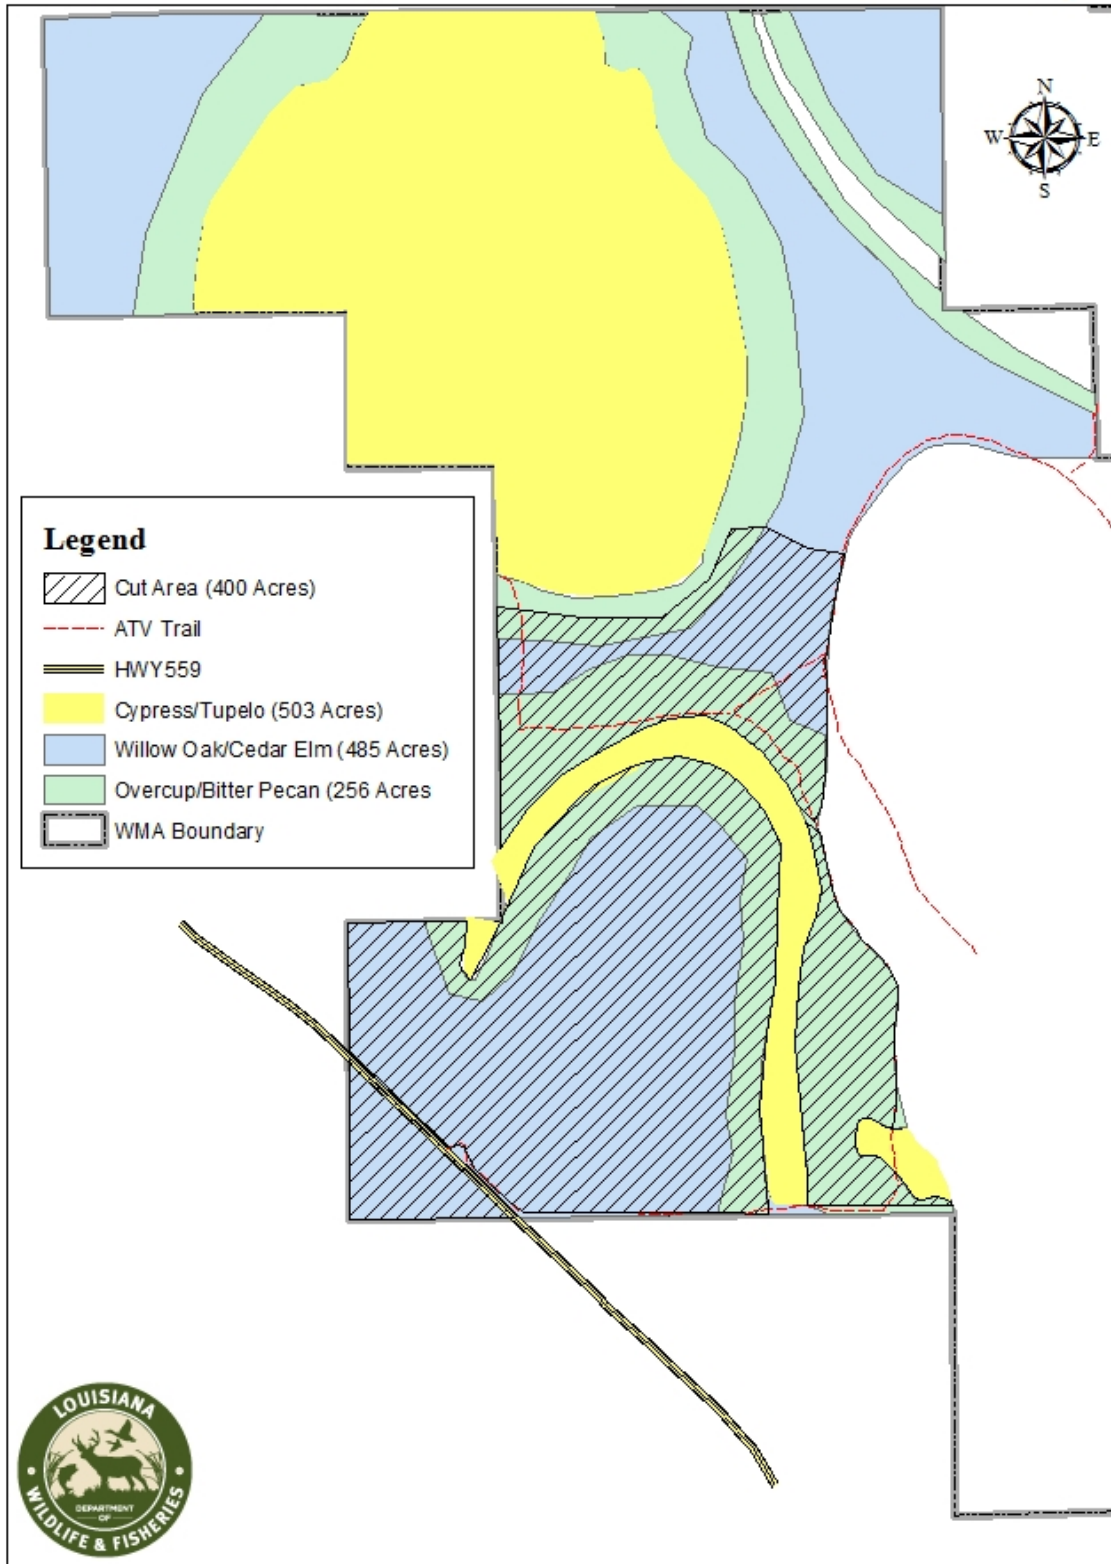 N
W
E
S
Legend
Cut Area (400 Acres)
ATV Trail
HWY559
Cypress/Tupelo (503 Acres)
Willow Oak/Cedar Elm (485 Acres)
Overcup/Bitter Pecan (256 Acres
WMA Boundary
LOUISIANA
DEPARTMENT
OF
WILDLIFE & FISHERIES